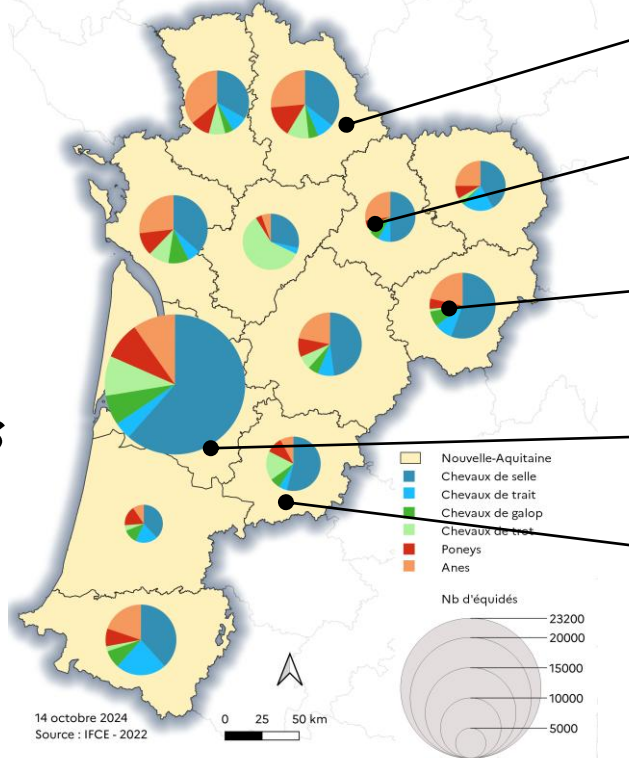 Nouvelle-Aquitaine
Chevaux de selle
Chevaux de trait
Chevaux de galop
Chevaux de trot
Poneys
Anes
Nb d'équidés
23200
20000
15000
10000
5000
14 octobre 2024
Source : IFCE - 2022
0 25 50 km